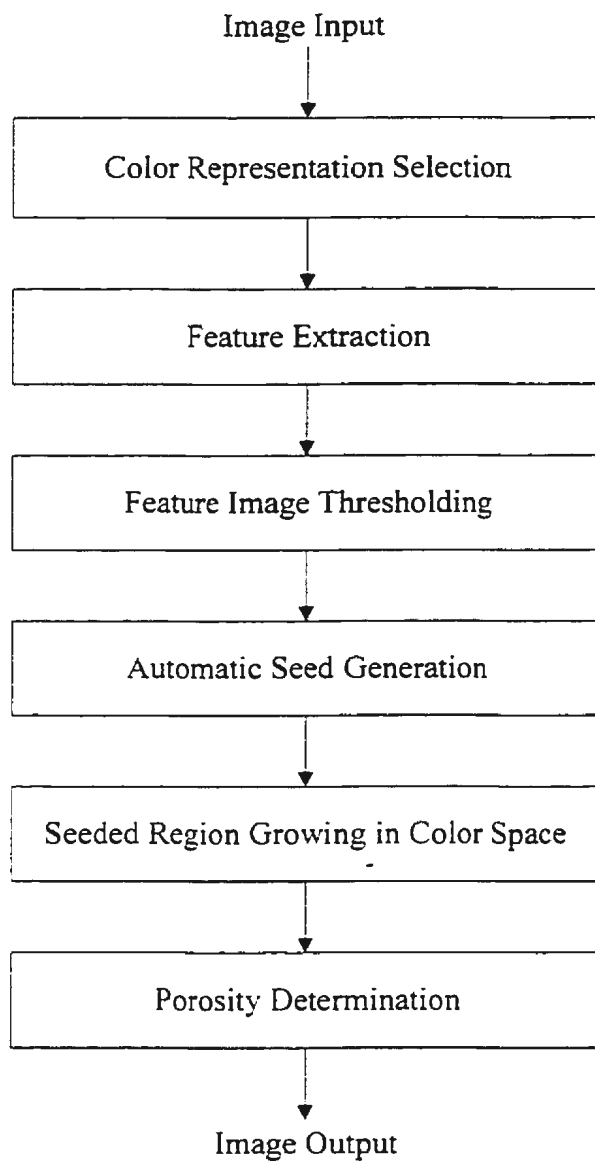 Image Input
Color Representation Selection
Feature Extraction
Feature Image Thresholding
Automatic Seed Generation
Seeded Region Growing in Color Space
Porosity Determination
Image Output